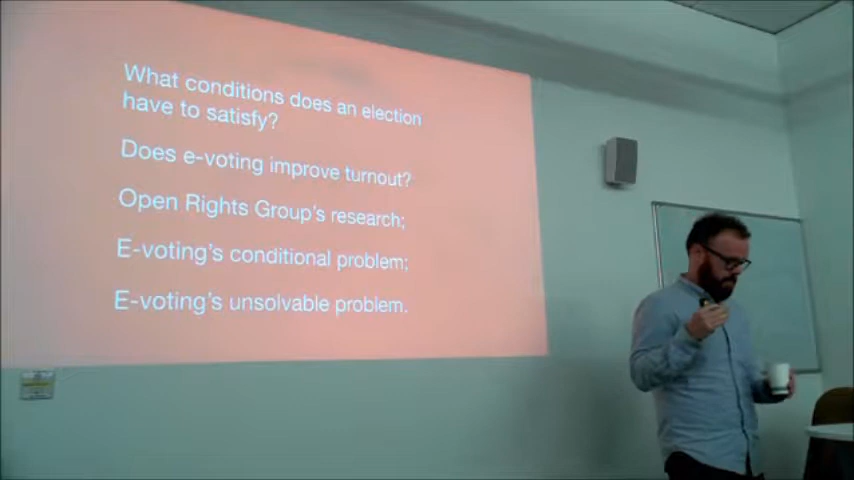 What conditions does an election
have to satisfy?
Does e-voting improve turnout?
Open Rights Group's research;
E-voting's conditional problem;
E-voting's unsolvable problem.